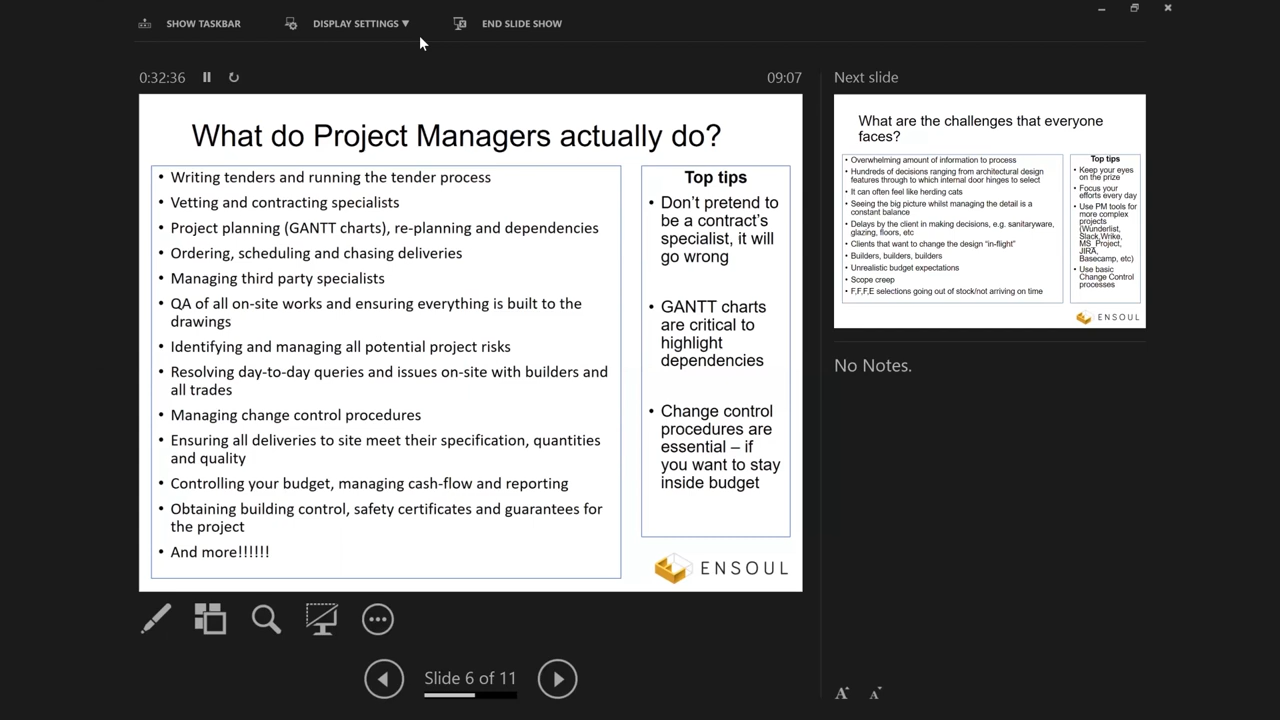 SHOW TASKBAR
DISPLAY SETTINGS ▼
END SLIDE SHOW
0:32:36
09:07
What do Project Managers actually do?
• Writing tenders and running the tender process
• Vetting and contracting specialists
• Project planning (GANTT charts), re-planning and dependencies
• Ordering, scheduling and chasing deliveries
• Managing third party specialists
• QA of all on-site works and ensuring everything is built to the
drawings
• Identifying and managing all potential project risks
• Resolving day-to-day queries and issues on-site with builders and
all trades
• Managing change control procedures
• Ensuring all deliveries to site meet their specification, quantities
and quality
• Controlling your budget, managing cash-flow and reporting
• Obtaining building control, safety certificates and guarantees for
the project
• And more!!!!!!
Top tips
• Don’t pretend to
be a contract’s
specialist, it will
go wrong
• GANTT charts
are critical to
highlight
dependencies
• Change control
procedures are
essential – if
you want to stay
inside budget
ENSOUL
Slide 6 of 11
Next slide
What are the challenges that everyone
faces?
• Overwhelming amount of information to process
• Hundreds of decisions ranging from architectural design
features through to which internal door hinges to select
• It can often feel like herding cats
• Seeing the big picture whilst managing the detail is a
constant balance
• Delays by the client in making decisions, e.g. sanitaryware,
glazing, floors, etc
• Clients that want to change the design “in-flight”
• Builders, builders, builders
• Unrealistic budget expectations
• Scope creep
• F,F,F,E selections going out of stock/not arriving on time
Top tips
• Keep your eyes
on the prize
• Focus your
efforts every day
• Use PM tools for
more complex
projects
(Wunderlist,
Slack,Wrike,
MS_Project,
JIRA,
Basecamp, etc)
• Use basic
Change Control
processes
ENSOUL
No Notes.
A A